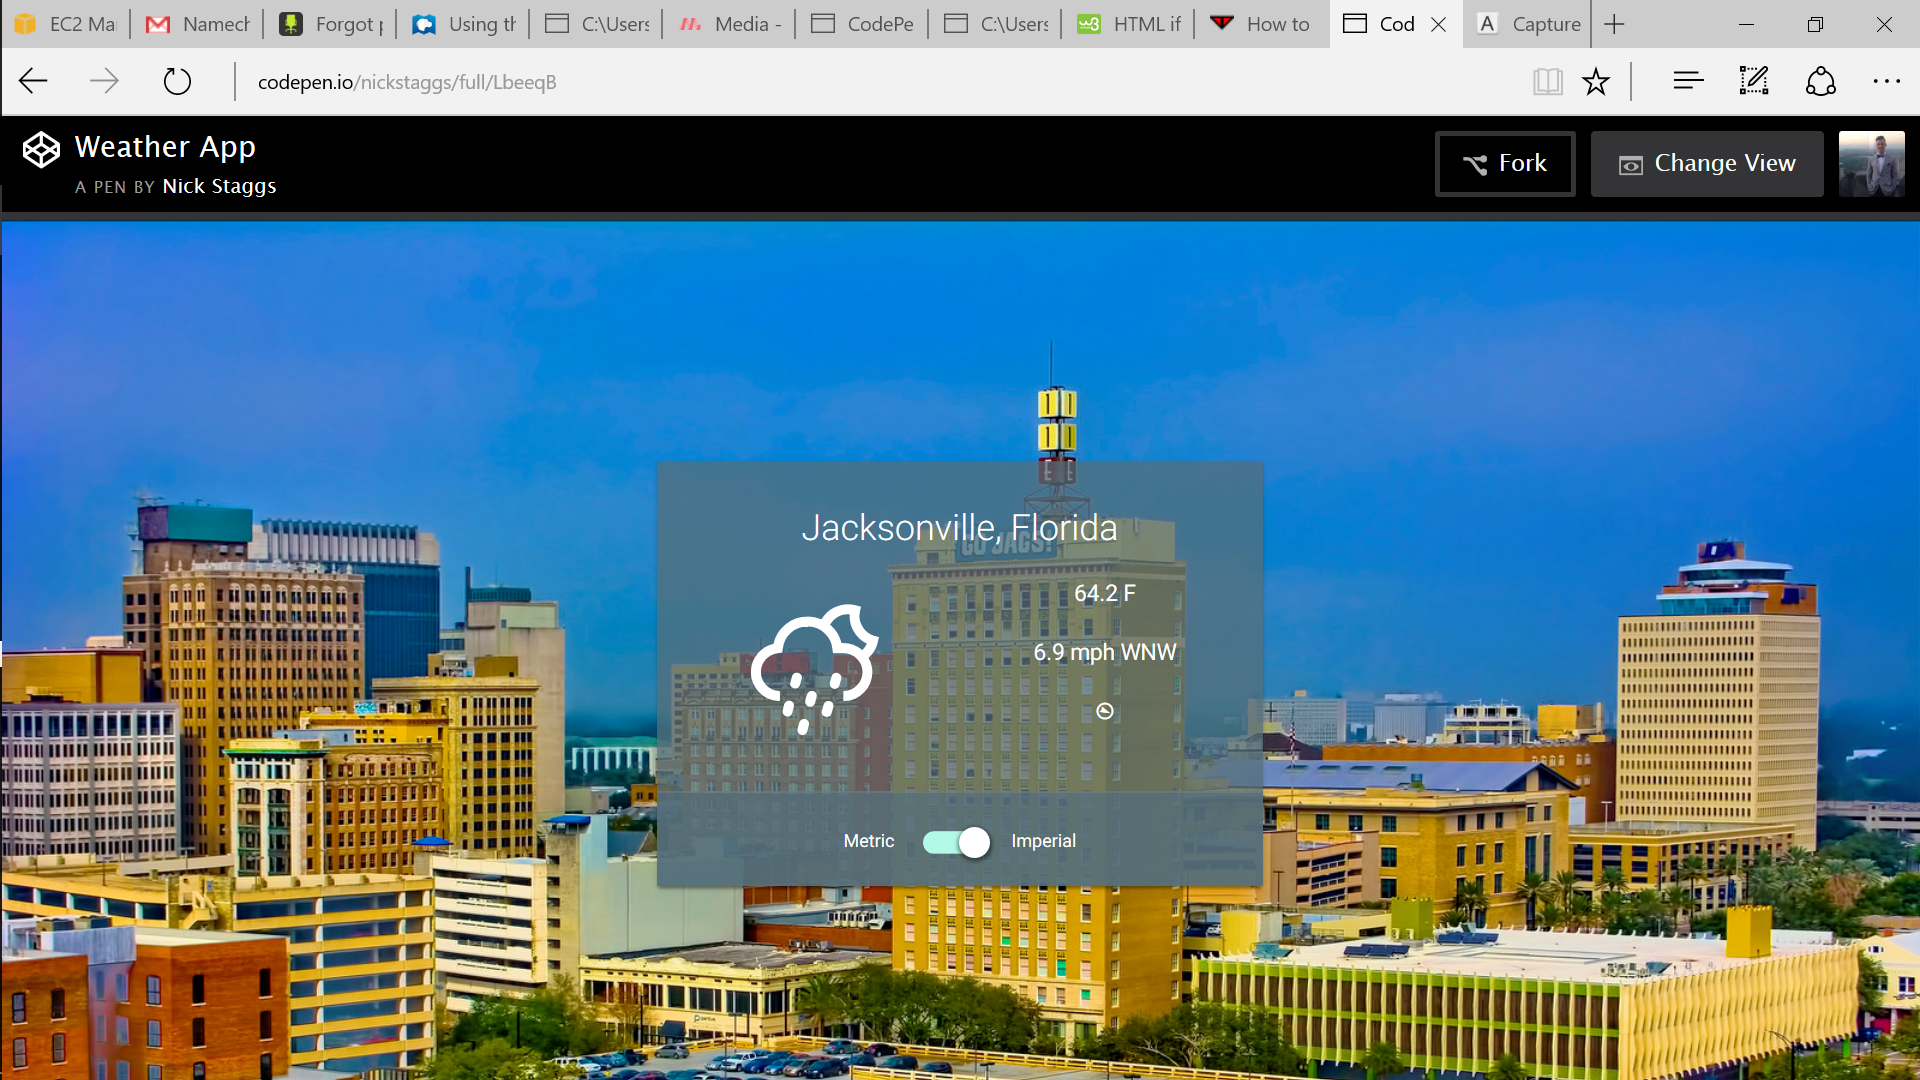 EC2 Ma
Namech
Forgot p
Using th
C:\Users
Media -
CodePe
C:\Users
HTML if
How to
Cod
A Capture
codepen.io/nickstaggs/full/LbeeqB
Weather App
A PEN BY Nick Staggs
Fork
Change View
Jacksonville, Florida
GO JAGS!
64.2 F
6.9 mph WNW
Metric
Imperial